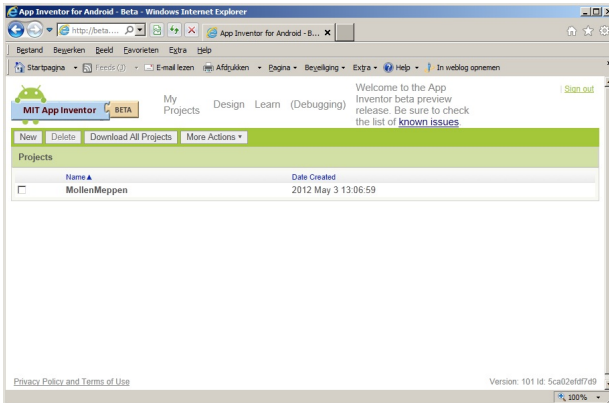 App Inventor for Android - Beta - Windows Internet Explorer
http://beta....
App Inventor for Android - B...
Bestand Bewerken Beeld Favorieten Extra Help
Startpagina Feeds (J) E-mail lezen Afdrukken Pagina Beveiliging Extra Help In weblog opnemen
MIT App Inventor BETA
My Projects Design Learn (Debugging)
Welcome to the App Inventor beta preview release. Be sure to check the list of known issues.
Sign out
New Delete Download All Projects More Actions
Projects
Name Date Created
MollenMeppen 2012 May 3 13:06:59
Privacy Policy and Terms of Use Version: 101 Id: 5ca02efdf7d9
100%